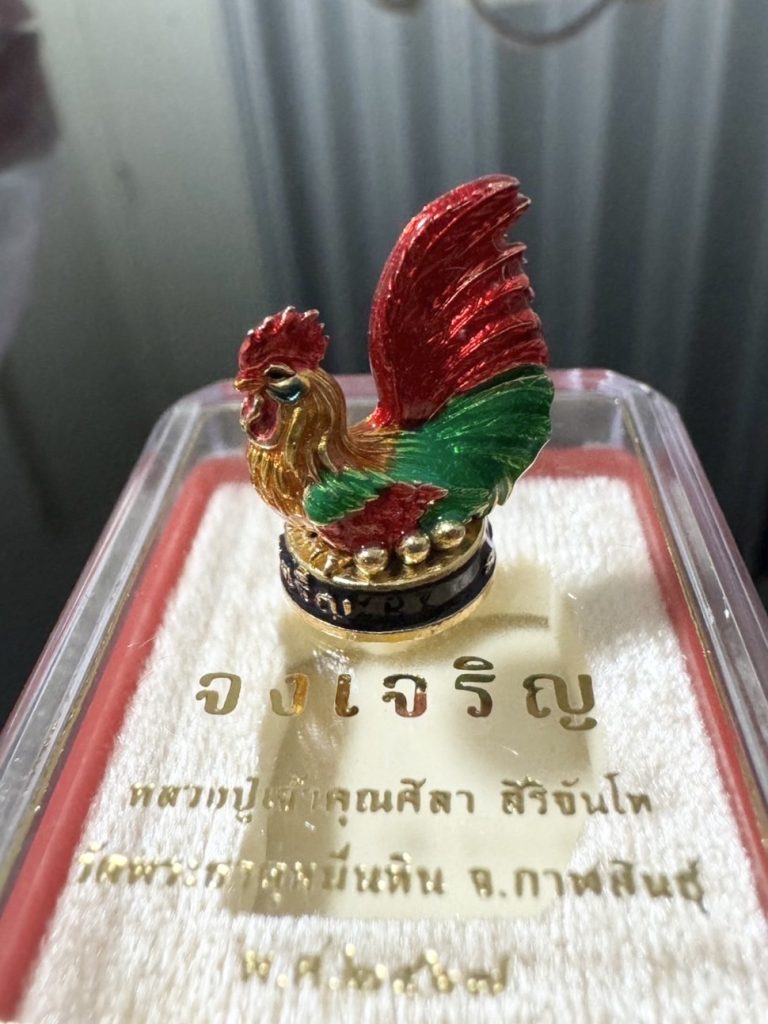 จงเจริญ
หลวงปู่เจ้าคุณศิลา สิริจันโท
วัดพระธาตุหมื่นหิน จ.กาฬสินธุ์
พ.ศ.๒๕๖๗